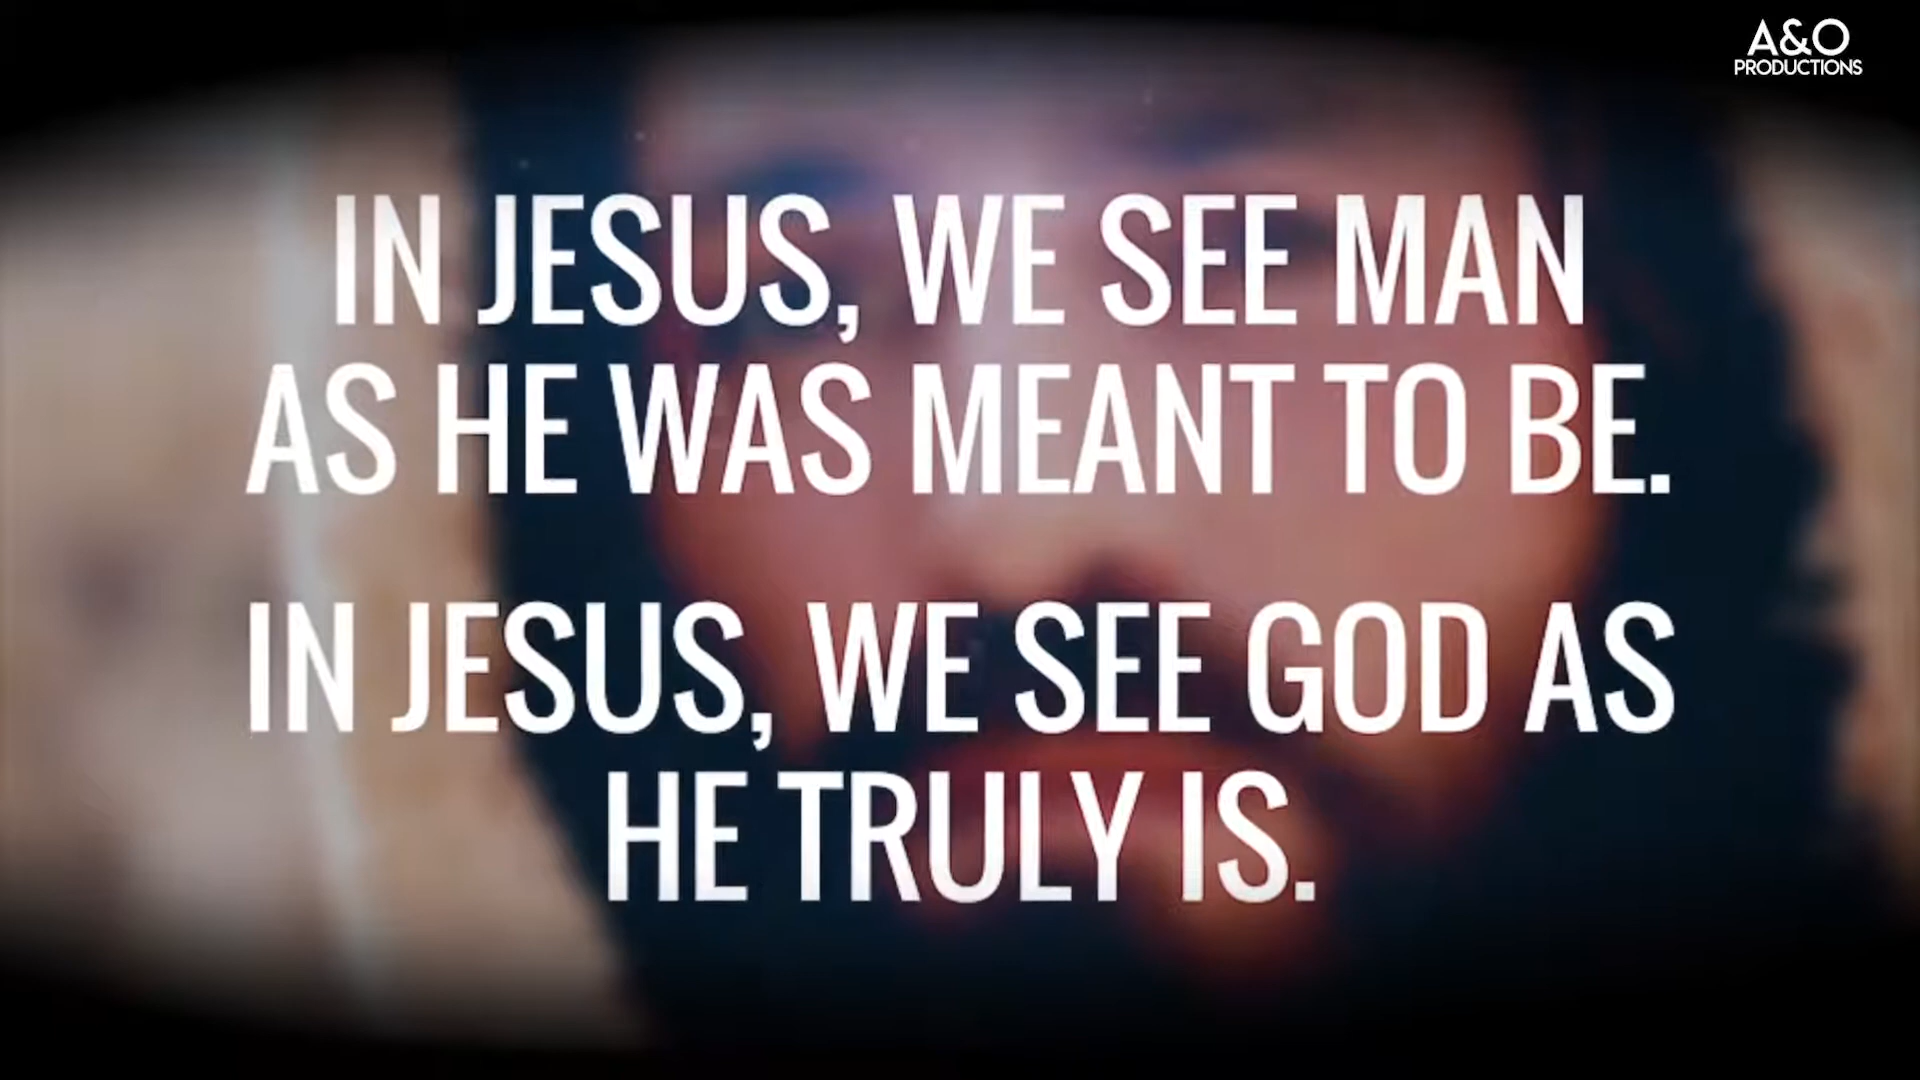 A&O
PRODUCTIONS
IN JESUS, WE SEE MAN
AS HE WAS MEANT TO BE.
IN JESUS, WE SEE GOD AS
HE TRULY IS.